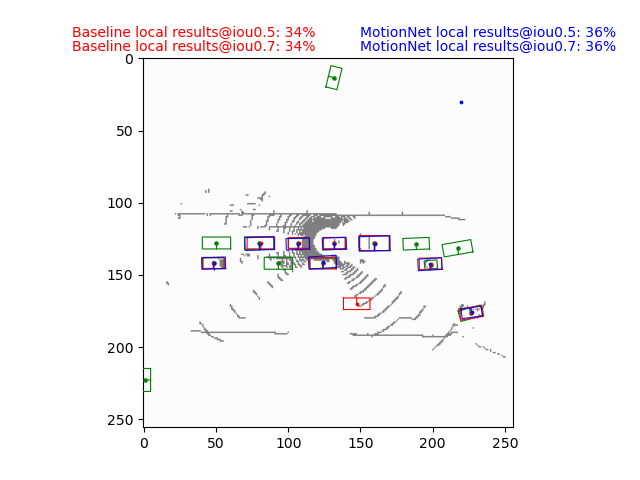 Baseline local results@iou0.5: 34%
MotionNet local results@iou0.5: 36%
Baseline local results@iou0.7: 34%
MotionNet local results@iou0.7: 36%
0
50
100
150
200
250
0 50 100 150 200 250